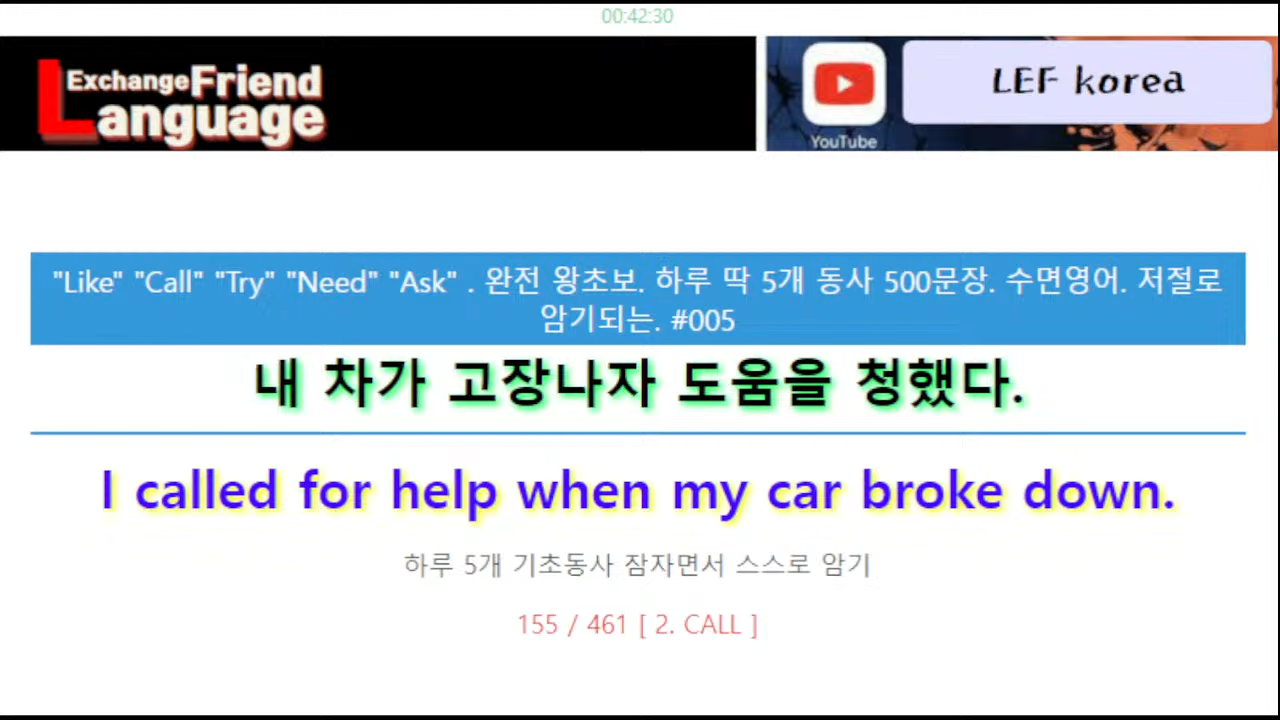 00:42:30
ExchangeFriend
Language
YouTube
LEF korea
"Like" "Call" "Try" "Need" "Ask" . 완전 왕초보. 하루 딱 5개 동사 500문장. 수면영어. 저절로
암기되는. #005
내 차가 고장나자 도움을 청했다.
I called for help when my car broke down.
하루 5개 기초동사 잠자면서 스스로 암기
155 / 461 [ 2. CALL ]